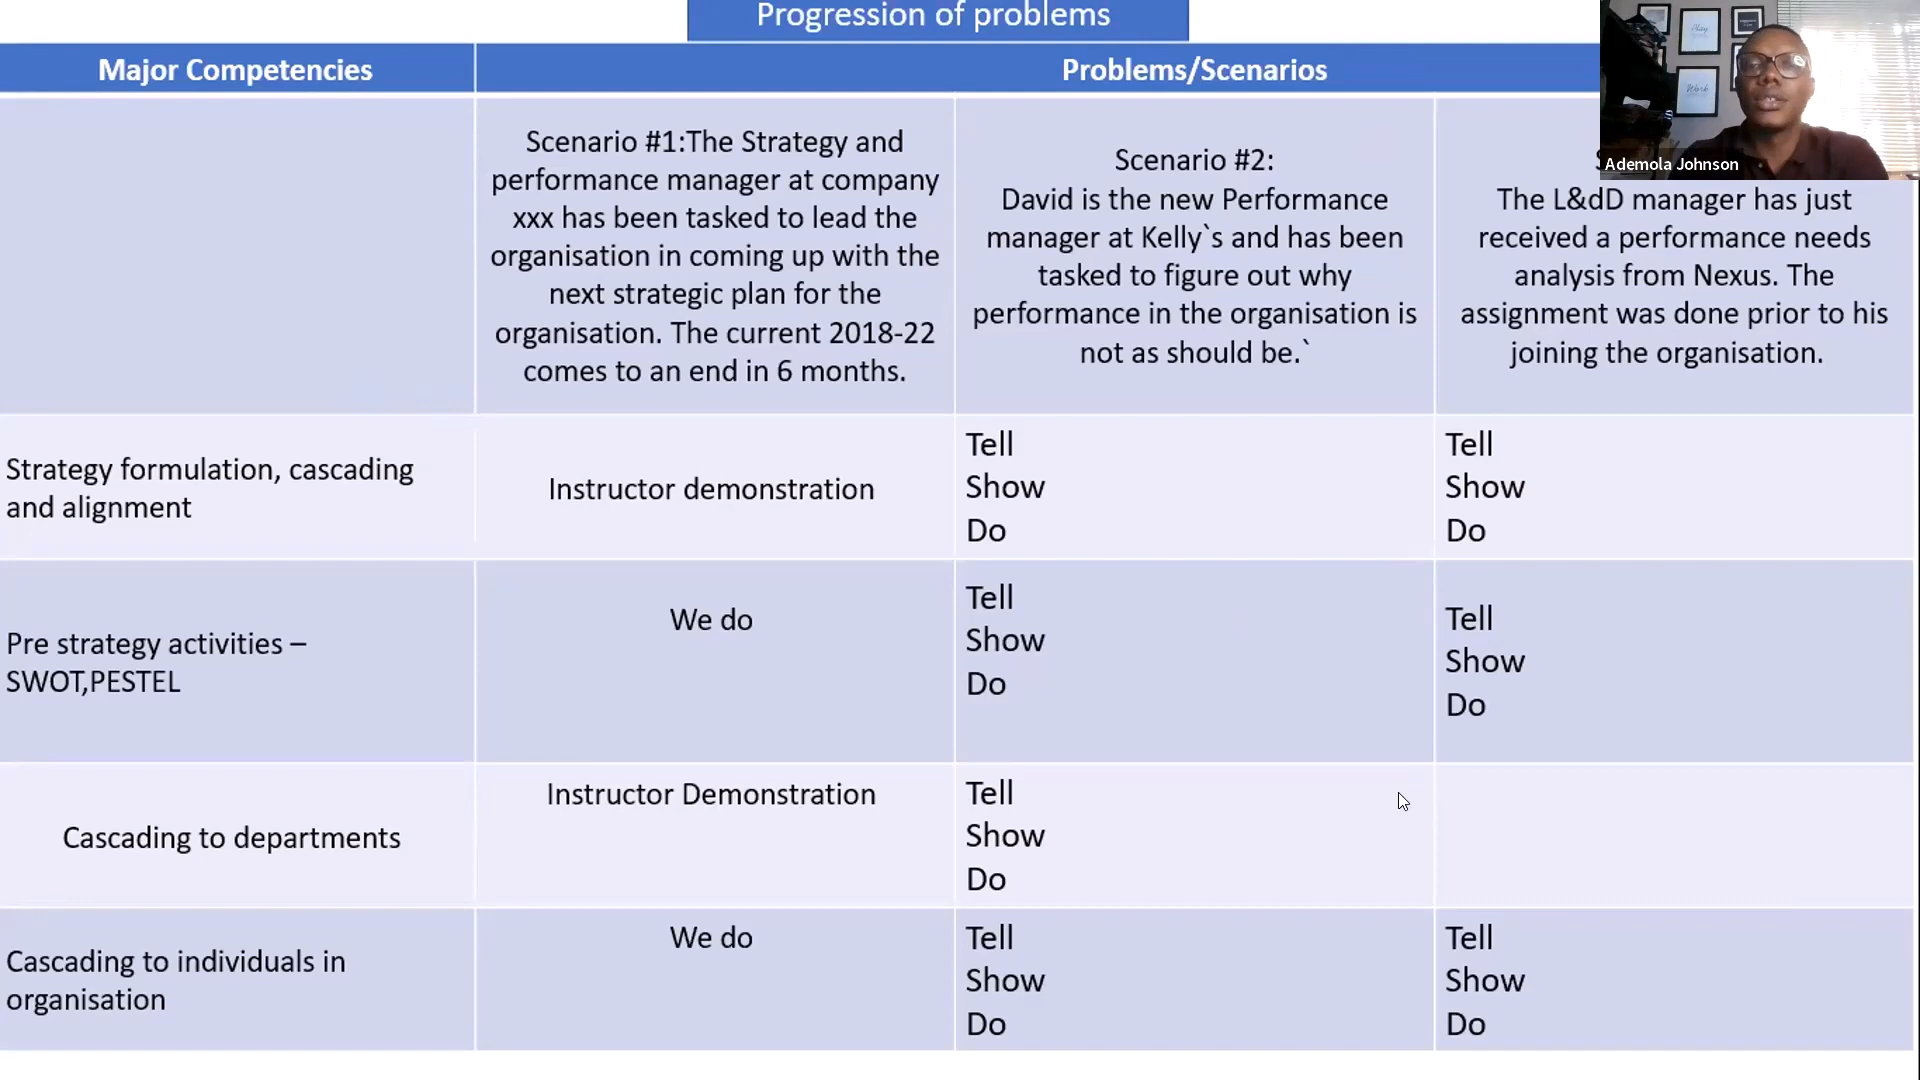 Progression of problems
Major Competencies
Problems/Scenarios
Scenario #1:The Strategy and
performance manager at company
xxx has been tasked to lead the
organisation in coming up with the
next strategic plan for the
organisation. The current 2018-22
comes to an end in 6 months.
Scenario #2:
David is the new Performance
manager at Kelly`s and has been
tasked to figure out why
performance in the organisation is
not as should be.`
The L&dD manager has just
received a performance needs
analysis from Nexus. The
assignment was done prior to his
joining the organisation.
Strategy formulation, cascading
and alignment
Instructor demonstration
Tell
Show
Do
Tell
Show
Do
Pre strategy activities –
SWOT,PESTEL
We do
Tell
Show
Do
Tell
Show
Do
Cascading to departments
Instructor Demonstration
Tell
Show
Do
Cascading to individuals in
organisation
We do
Tell
Show
Do
Tell
Show
Do
Work
Ademola Johnson